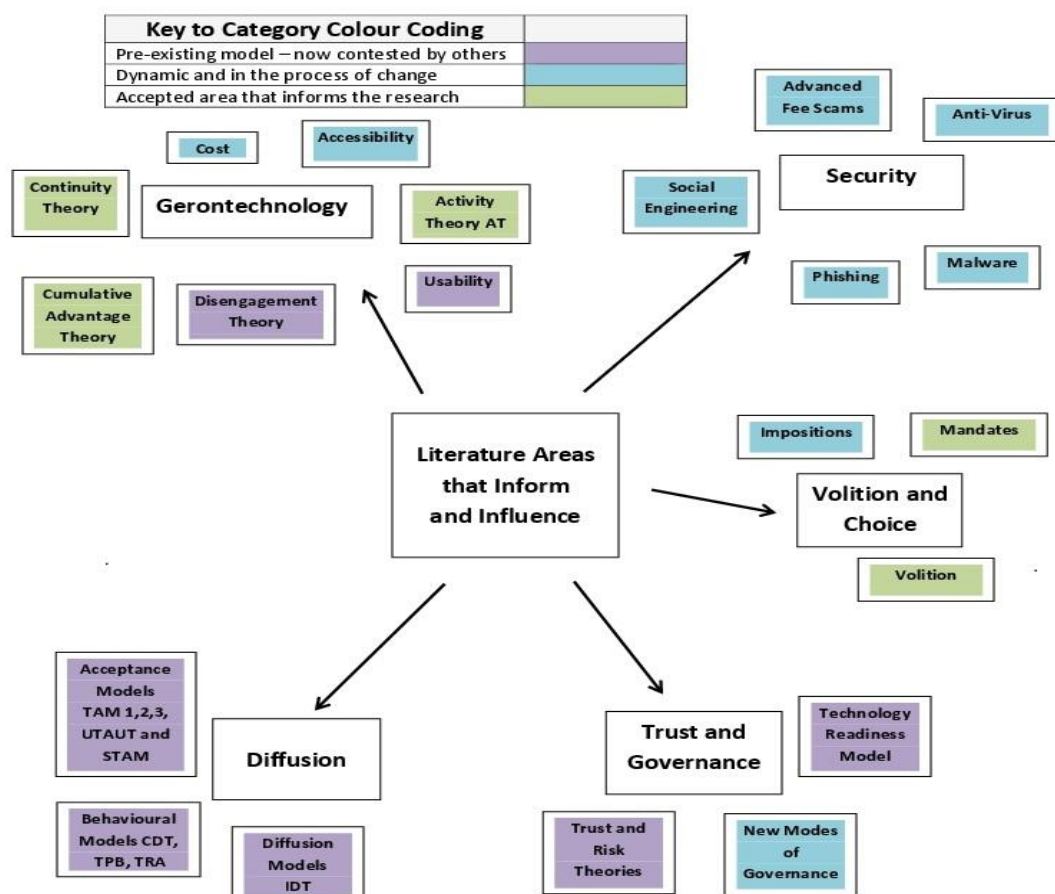 Key to Category Colour Coding
Pre-existing model – now contested by others
Dynamic and in the process of change
Accepted area that informs the research
Cost
Accessibility
Continuity
Theory
Gerontechnology
Activity
Theory AT
Cumulative
Advantage
Theory
Disengagement
Theory
Usability
Advanced
Fee Scams
Anti-Virus
Social
Engineering
Security
Phishing
Malware
Literature Areas
that Inform
and Influence
Impositions
Mandates
Volition and
Choice
Volition
Acceptance
Models
TAM 1,2,3,
UTAUT and
STAM
Diffusion
Behavioural
Models CDT,
TPB, TRA
Diffusion
Models
IDT
Trust and
Governance
Technology
Readiness
Model
Trust and
Risk
Theories
New Modes
of
Governance